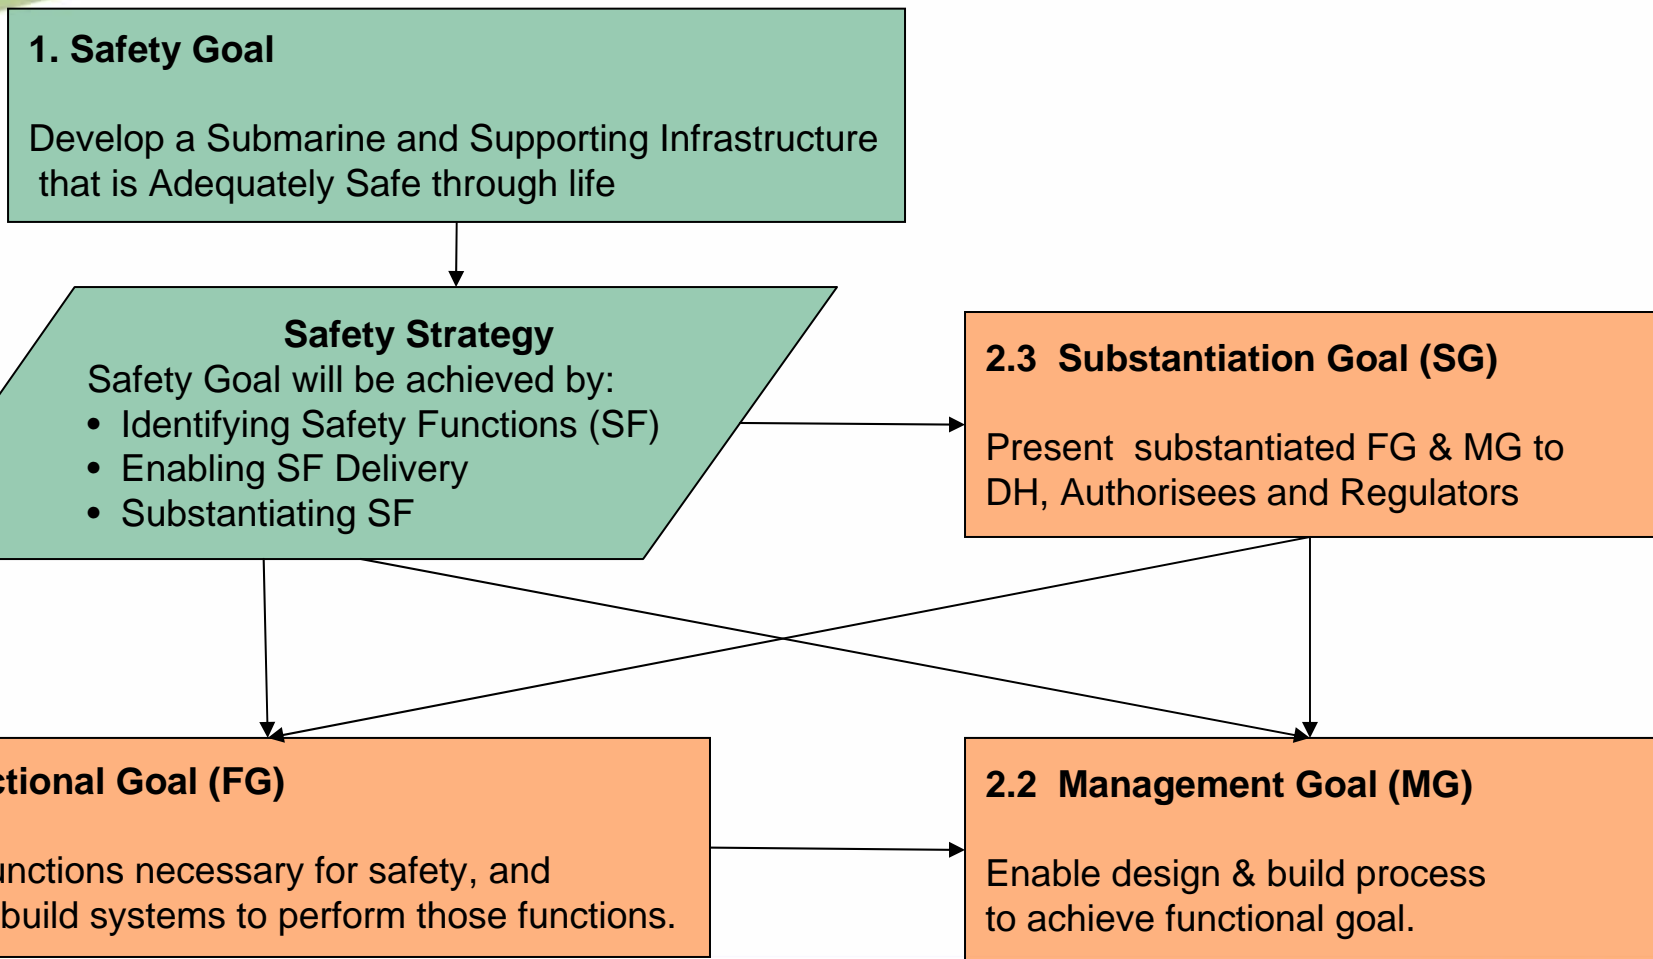 1. Safety Goal
Develop a Submarine and Supporting Infrastructure
that is Adequately Safe through life
Safety Strategy
Safety Goal will be achieved by:
• Identifying Safety Functions (SF)
• Enabling SF Delivery
• Substantiating SF
2.3 Substantiation Goal (SG)
Present substantiated FG & MG to
DH, Authorisees and Regulators
ctional Goal (FG)
unctions necessary for safety, and
build systems to perform those functions.
2.2 Management Goal (MG)
Enable design & build process
to achieve functional goal.